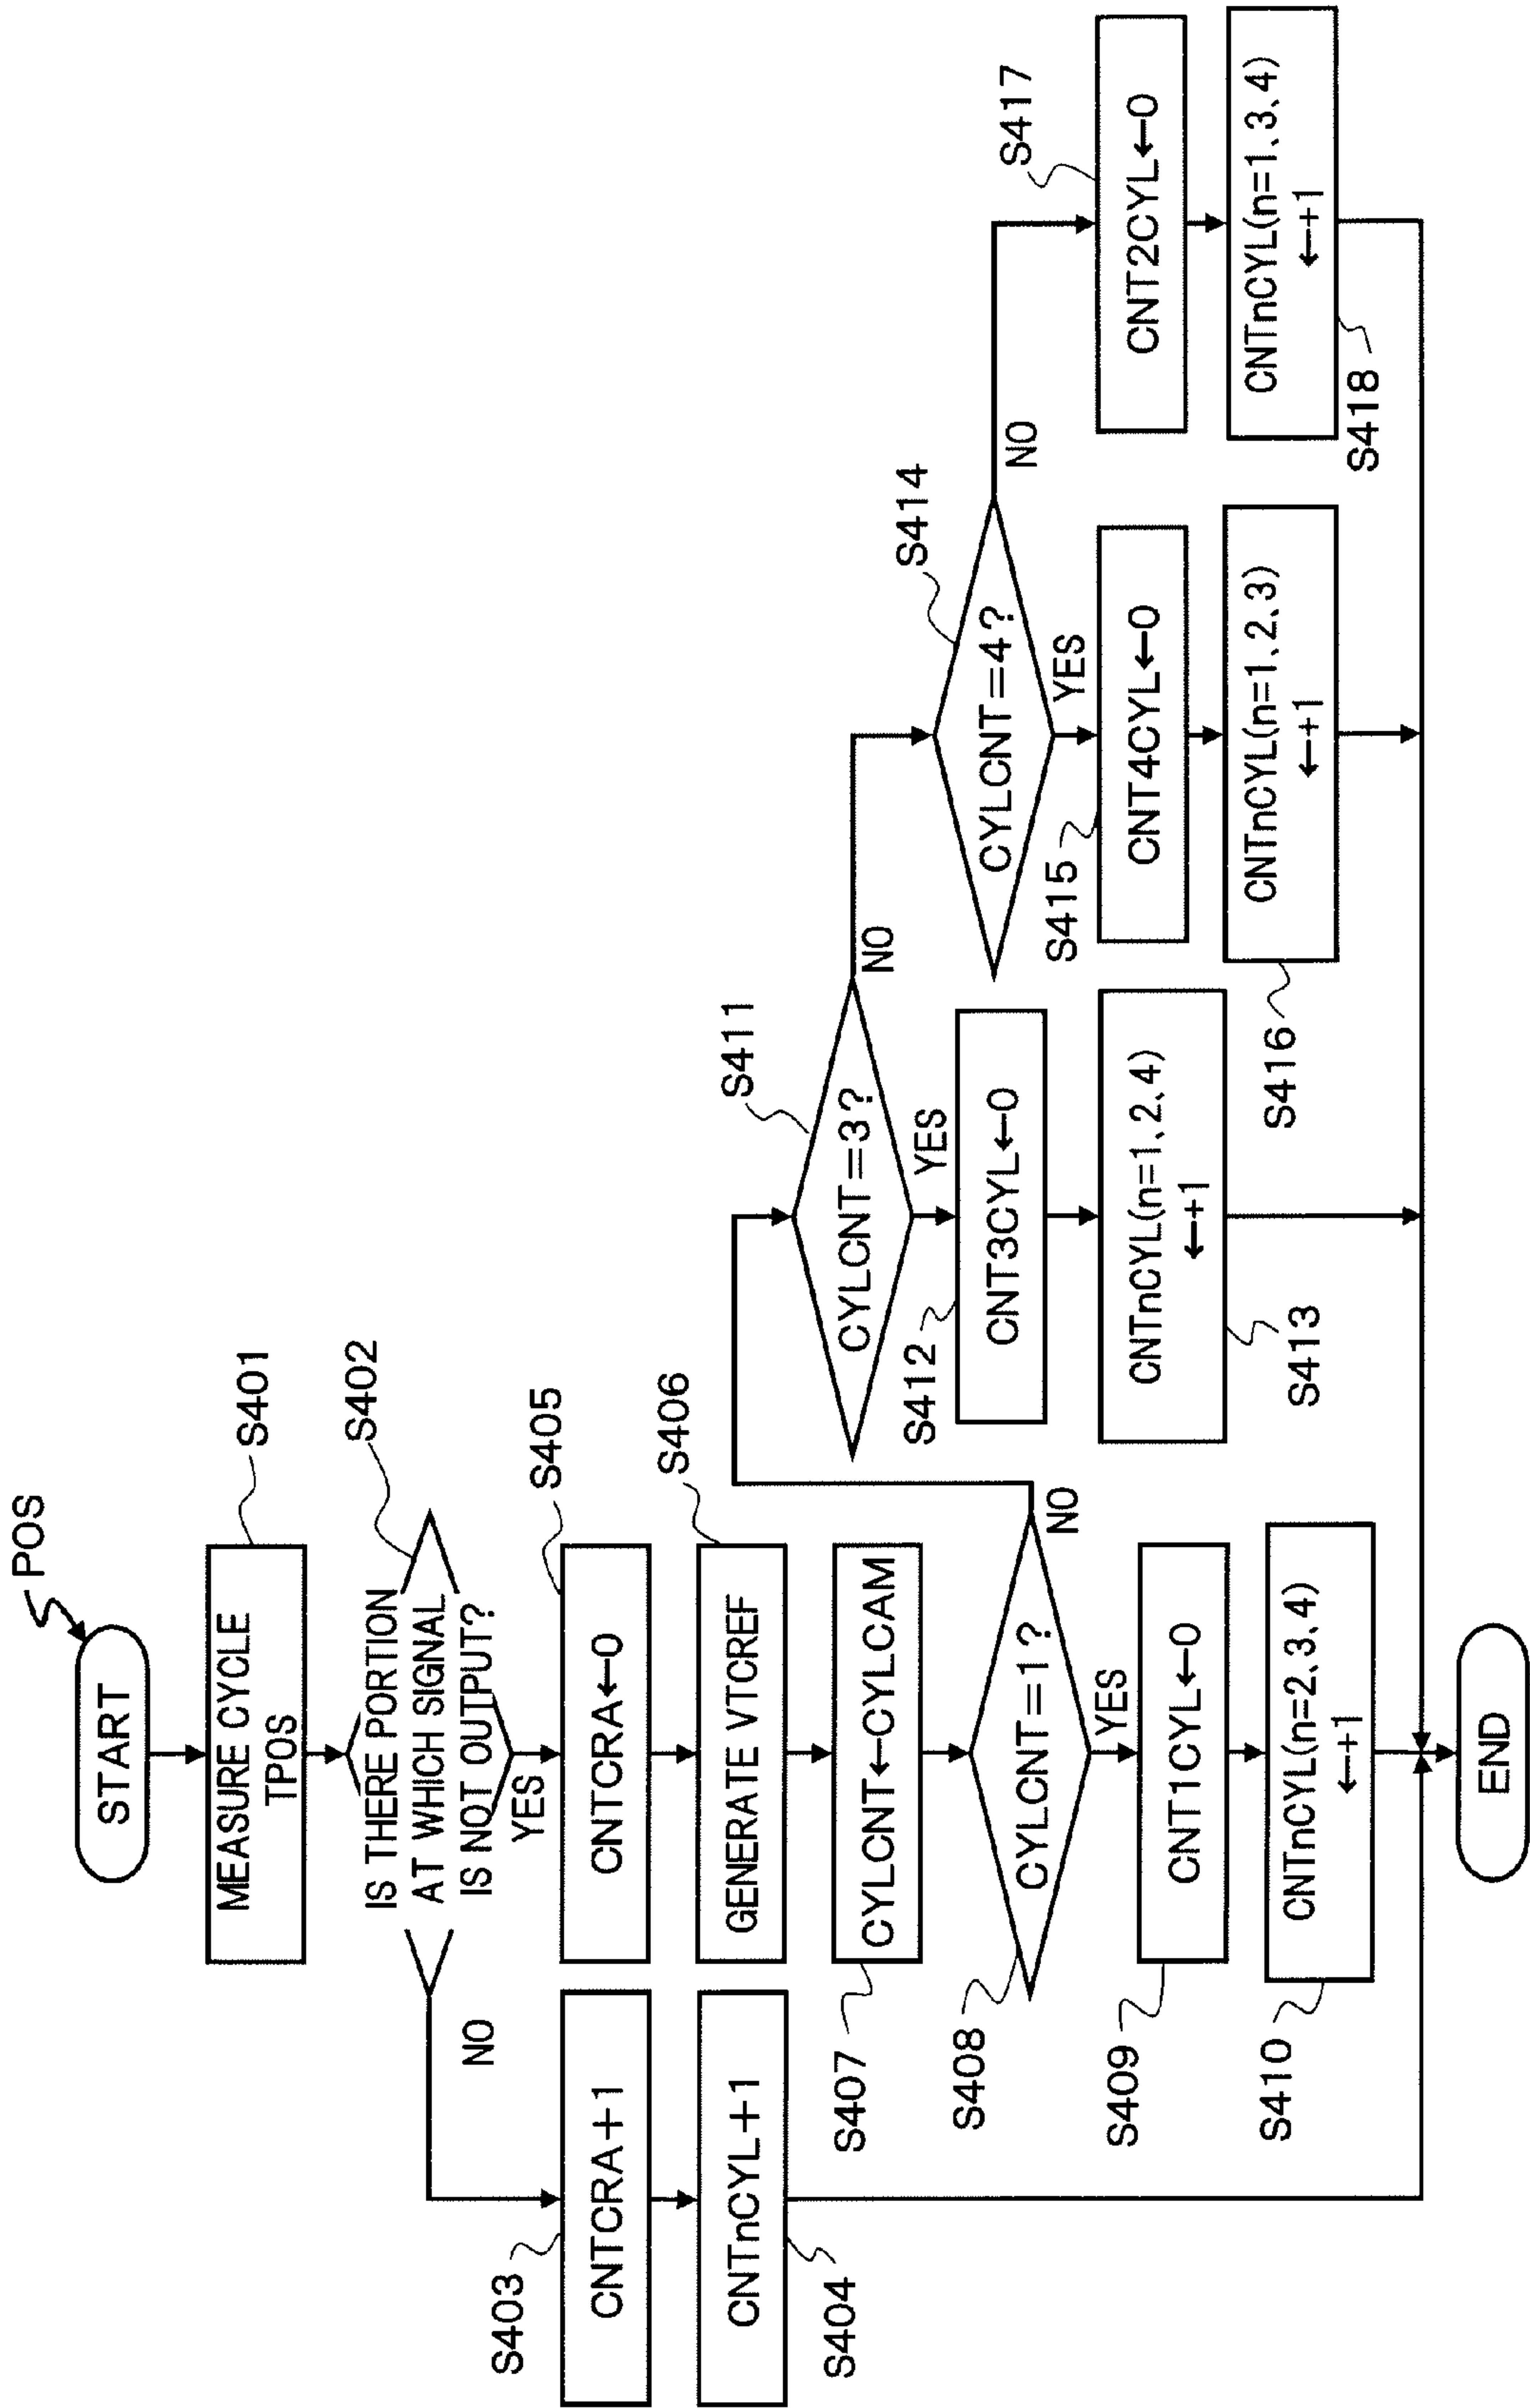 POS
START
MEASURE CYCLE
TPOS
S401
IS THERE PORTION
AT WHICH SIGNAL
IS NOT OUTPUT?
S402
NO
YES
S403
CNTCRA+1
S404
CNTnCYL+1
CNTCRA←0
S405
GENERATE VTCREF
S406
S407
CYLCNT←CYLCAM
S408
CYLCNT=1?
NO
YES
S409
CNT1CYL←0
S410
CNTnCYL(n=2、3、4)
←+1
S411
CYLCNT=3?
NO
YES
S412
CNT3CYL←0
S413
CNTnCYL(n=1、2、4)
←+1
S414
CYLCNT=4?
NO
YES
S415
CNT4CYL←0
S416
CNTnCYL(n=1、2、3)
←+1
S417
CNT2CYL←0
S418
CNTnCYL(n=1、3、4)
←+1
END